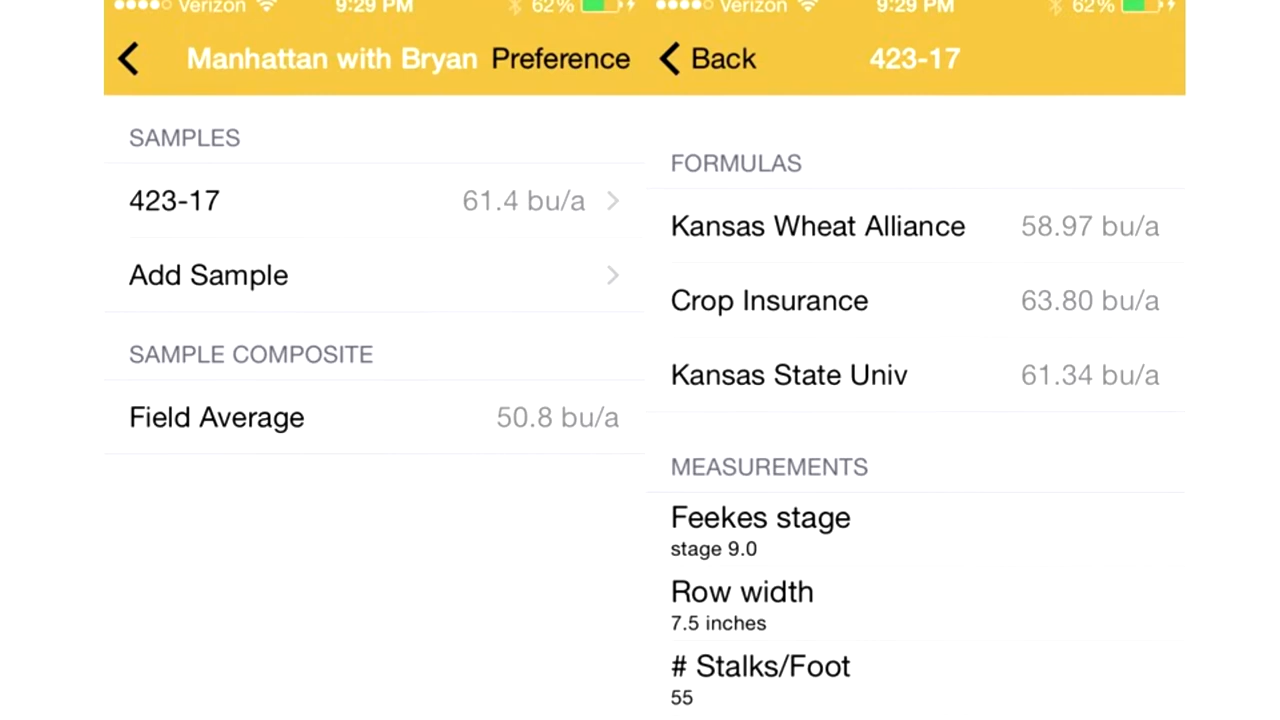 Verizon 9:29 PM 62%
Manhattan with Bryan Preference
SAMPLES
423-17 61.4 bu/a
Add Sample
SAMPLE COMPOSITE
Field Average 50.8 bu/a
Verizon 9:29 PM 62%
Back 423-17
FORMULAS
Kansas Wheat Alliance 58.97 bu/a
Crop Insurance 63.80 bu/a
Kansas State Univ 61.34 bu/a
MEASUREMENTS
Feekes stage
stage 9.0
Row width
7.5 inches
# Stalks/Foot
55